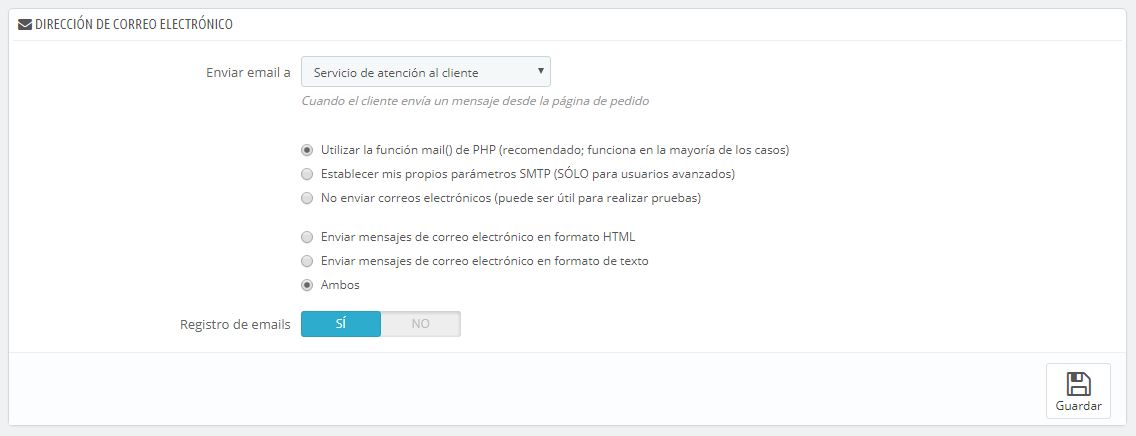 DIRECCIÓN DE CORREO ELECTRÓNICO
Enviar email a
Servicio de atención al cliente
Cuando el cliente envía un mensaje desde la página de pedido
Utilizar la función mail() de PHP (recomendado; funciona en la mayoría de los casos)
Establecer mis propios parámetros SMTP (SÓLO para usuarios avanzados)
No enviar correos electrónicos (puede ser útil para realizar pruebas)
Enviar mensajes de correo electrónico en formato HTML
Enviar mensajes de correo electrónico en formato de texto
Ambos
Registro de emails
SÍ NO
Guardar